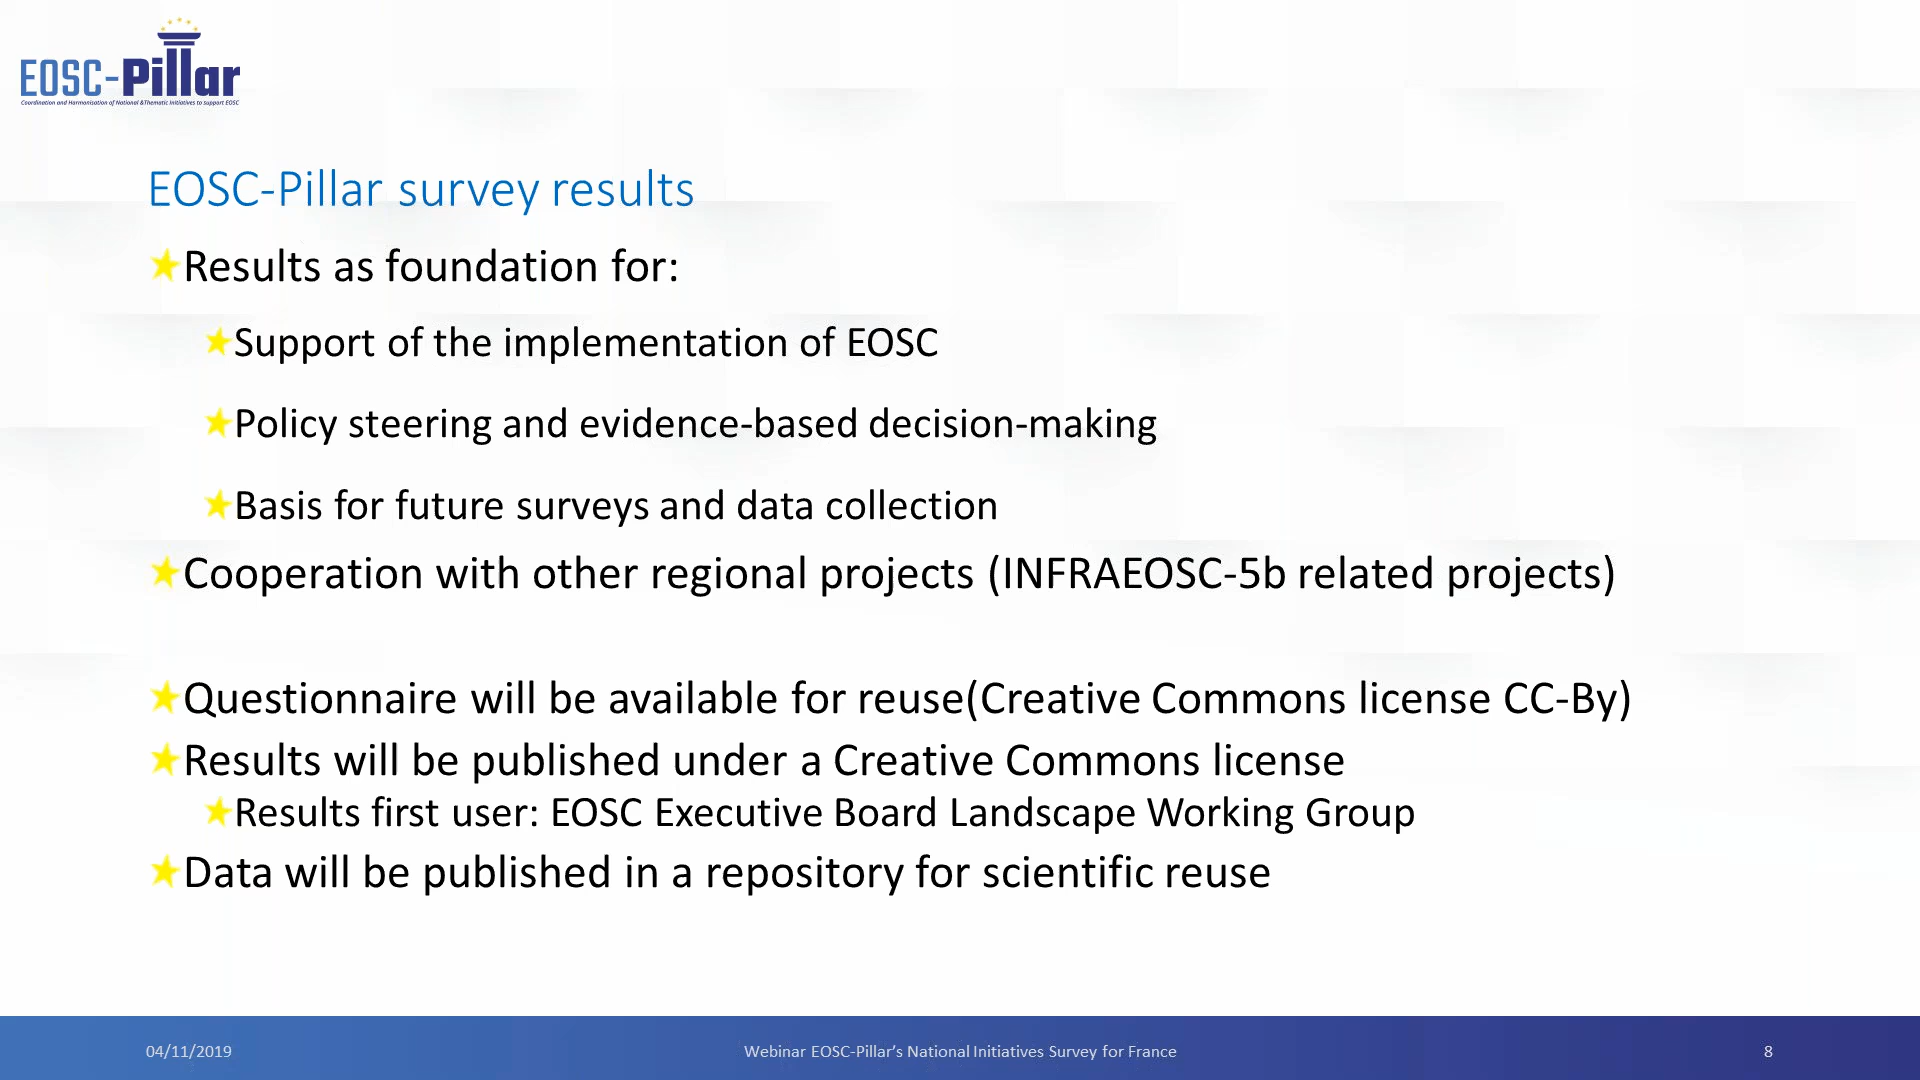 EOSC-Pillar
Coordination and Harmonisation of National &Thematic Initiatives to support EOSC
EOSC-Pillar survey results
Results as foundation for:
Support of the implementation of EOSC
Policy steering and evidence-based decision-making
Basis for future surveys and data collection
Cooperation with other regional projects (INFRAEOSC-5b related projects)
Questionnaire will be available for reuse(Creative Commons license CC-By)
Results will be published under a Creative Commons license
Results first user: EOSC Executive Board Landscape Working Group
Data will be published in a repository for scientific reuse
04/11/2019
Webinar EOSC-Pillar’s National Initiatives Survey for France
8